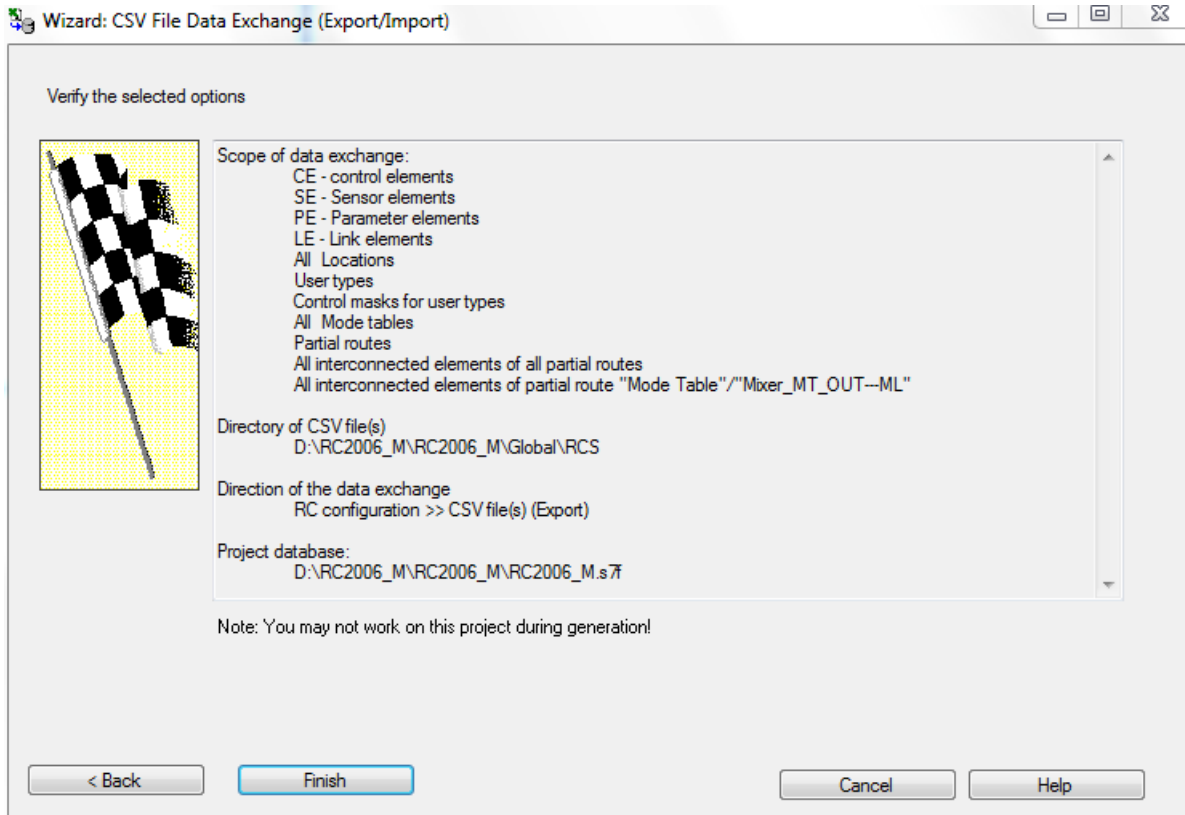 Wizard: CSV File Data Exchange (Export/Import)
Verify the selected options
Scope of data exchange:
CE - control elements
SE - Sensor elements
PE - Parameter elements
LE - Link elements
All Locations
User types
Control masks for user types
All Mode tables
Partial routes
All interconnected elements of all partial routes
All interconnected elements of partial route "Mode Table"/"Mixer_MT_OUT---ML"
Directory of CSV file(s)
D:\RC2006_M\RC2006_M\Global\RCS
Direction of the data exchange
RC configuration >> CSV file(s) (Export)
Project database:
D:\RC2006_M\RC2006_M\RC2006_M.s7f
Note: You may not work on this project during generation!
< Back
Finish
Cancel
Help